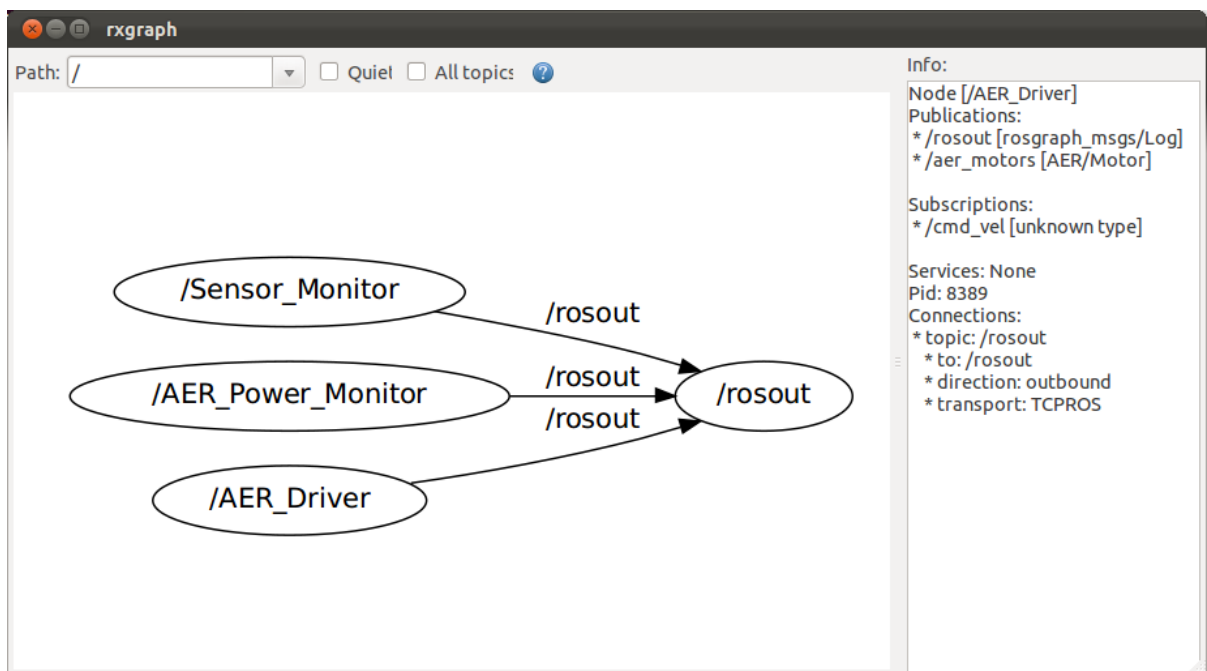 rxgraph
Path: / Quiet All topics ?
/Sensor_Monitor
/rosout
/AER_Power_Monitor
/rosout
/rosout
/AER_Driver
/rosout
Info:
Node [/AER_Driver]
Publications:
* /rosout [rosgraph_msgs/Log]
* /aer_motors [AER/Motor]
Subscriptions:
* /cmd_vel [unknown type]
Services: None
Pid: 8389
Connections:
* topic: /rosout
* to: /rosout
* direction: outbound
* transport: TCPROS